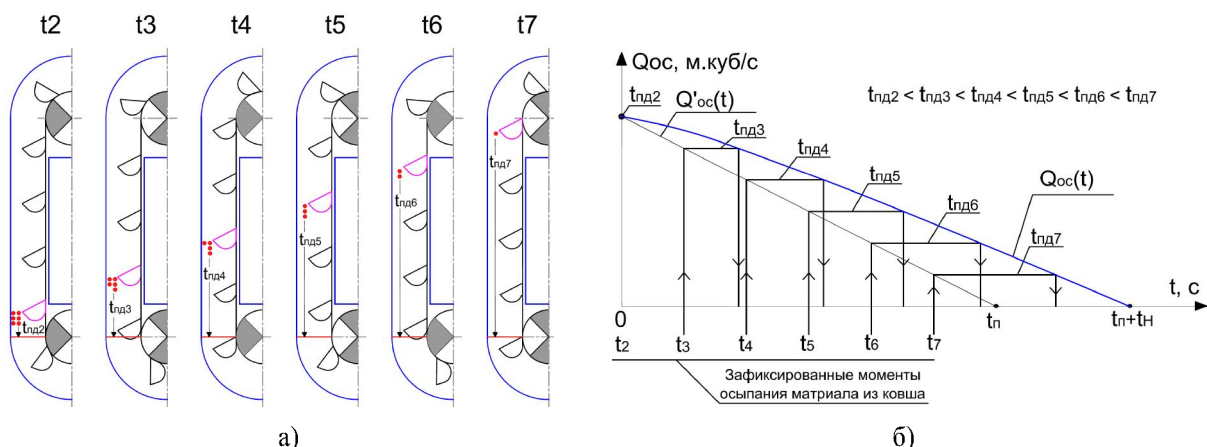 t2 t3 t4 t5 t6 t7
tпд2
tпд3
tпд4
tпд5
tпд6
tпд7
а)
Qос, м.куб/с
tпд2
Q'ос(t)
tпд2 < tпд3 < tпд4 < tпд5 < tпд6 < tпд7
tпд3
tпд4
tпд5
Qос(t)
tпд6
tпд7
t, с
0
tп
tп+tн
t2 t3 t4 t5 t6 t7
Зафиксированные моменты
осыпания матриала из ковша
б)